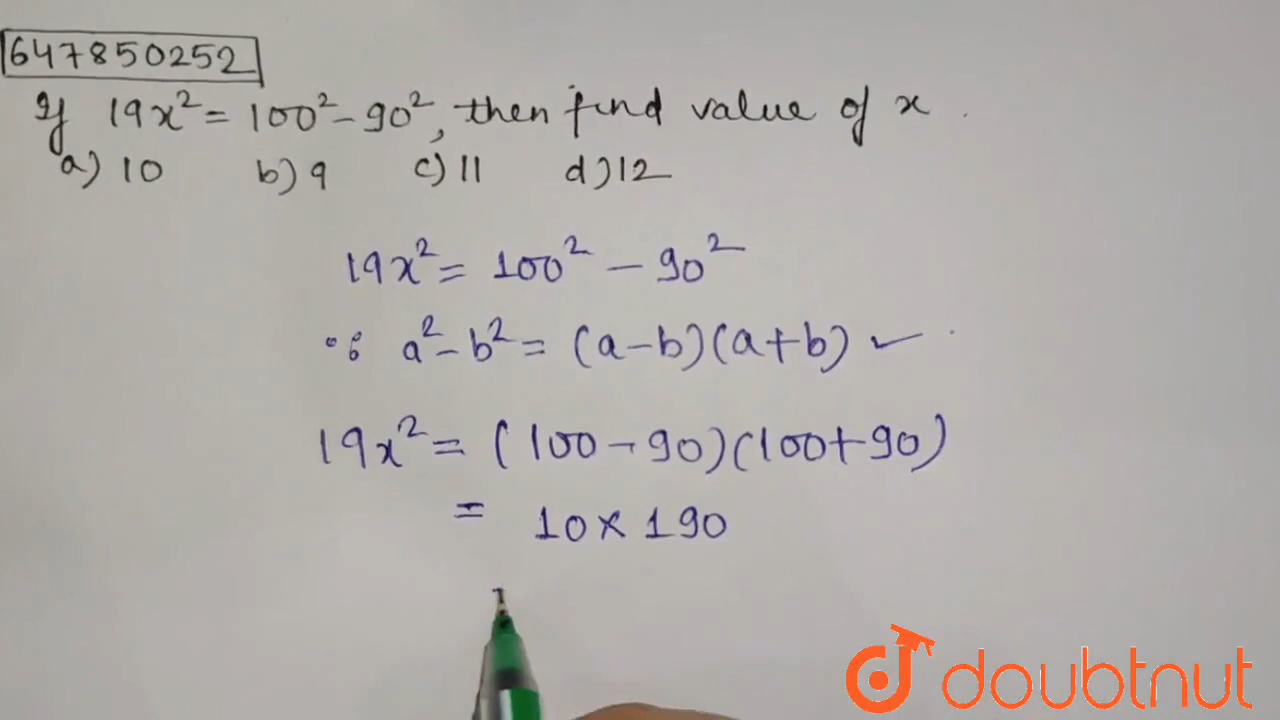 647850252
If 19x² = 100² - 90², then find value of x.
a) 10 b) 9 c) 11 d) 12
19x² = 100² - 90²
a² - b² = (a-b)(a+b) ✓
19x² = (100-90)(100+90)
= 10 × 190
doubtnut